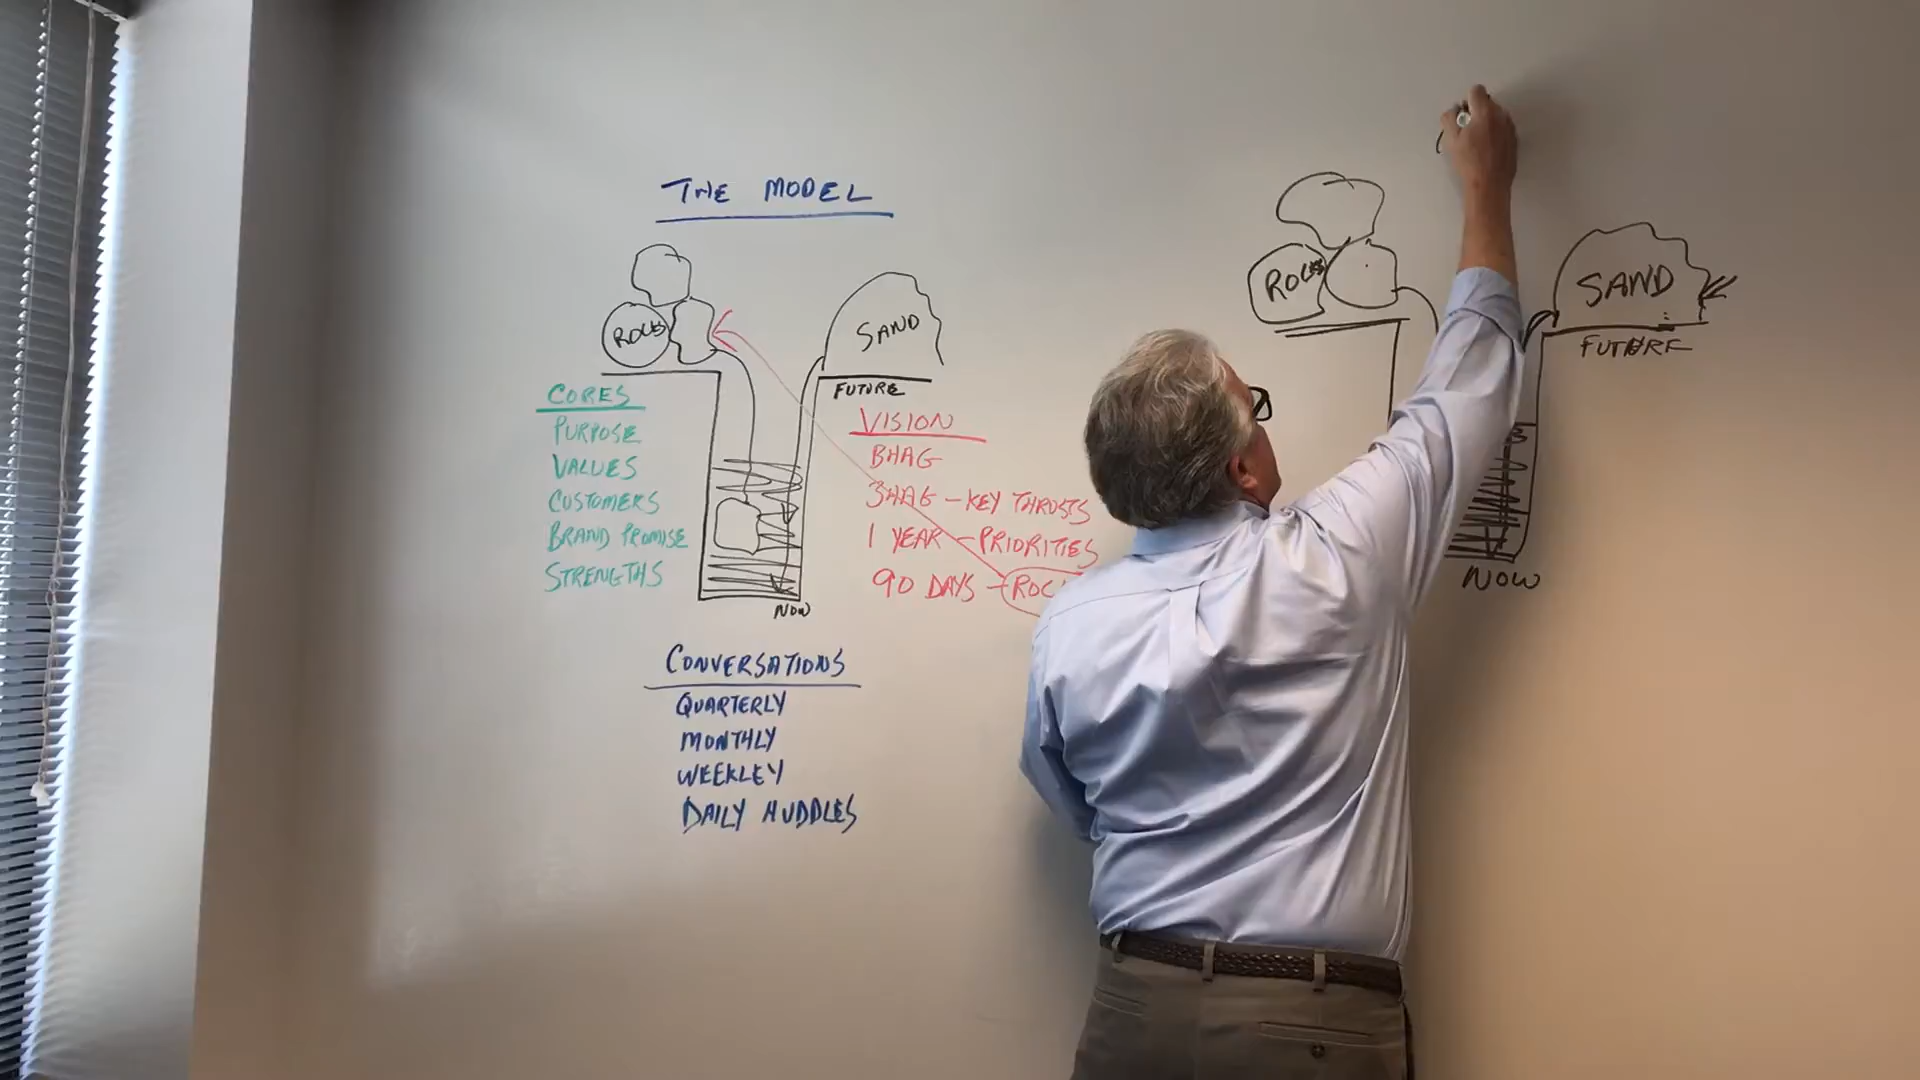 THE MODEL
ROCKS
SAND
FUTURE
CORES
PURPOSE
VALUES
CUSTOMERS
BRAND PROMISE
STRENGTHS
VISION
BHAG
3HAG - KEY THRUSTS
1 YEAR - PRIORITIES
90 DAYS -
NOW
CONVERSATIONS
QUARTERLY
MONTHLY
WEEKLEY
DAILY HUDDLES
ROCKS
SAND
FUTURE
NOW